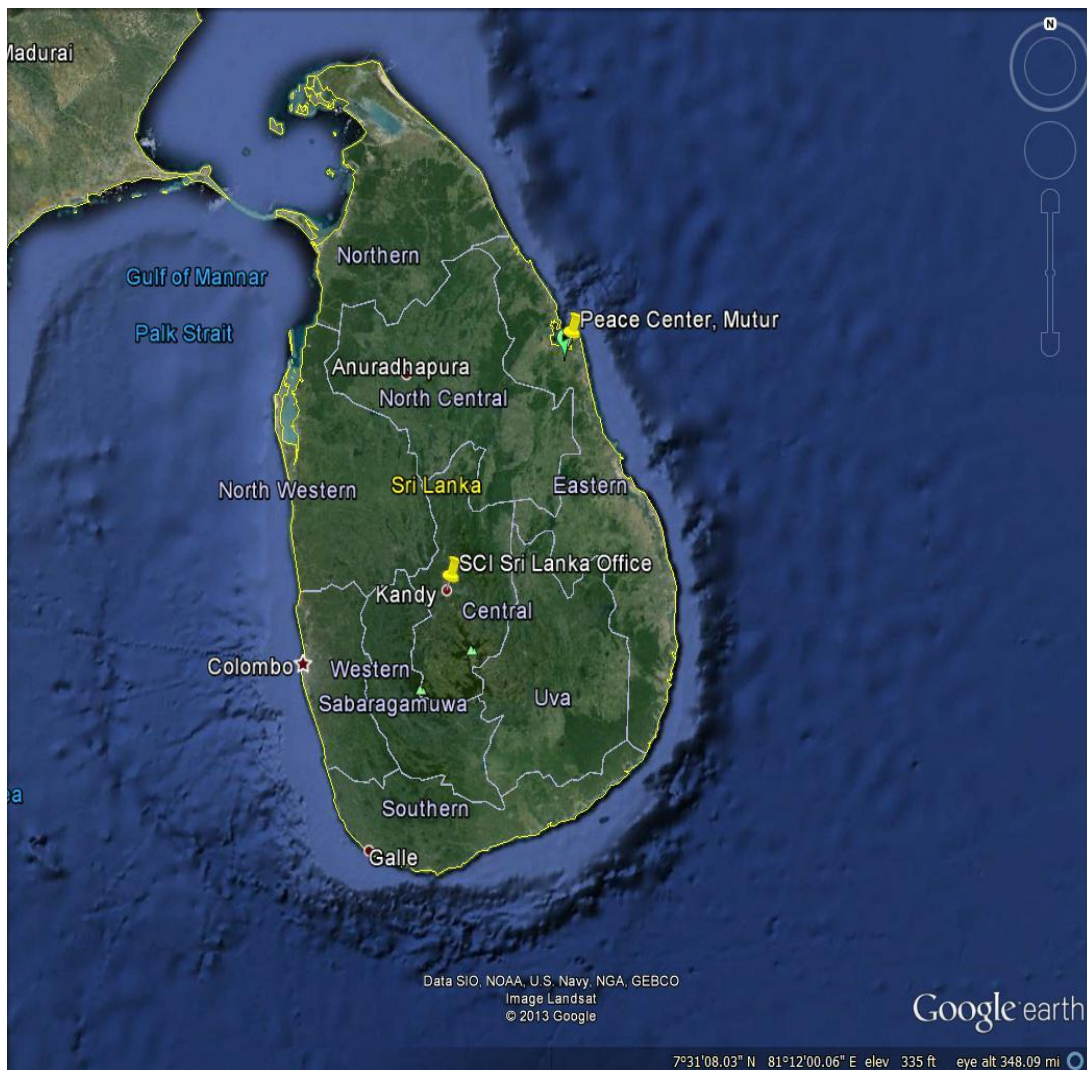 Madurai
N
Northern
Gulf of Mannar
Palk Strait
Peace Center, Mutur
Anuradhapura
North Central
North Western
Sri Lanka
Eastern
SCI Sri Lanka Office
Kandy
Central
Colombo
Western
Sabaragamuwa
Uva
ea
Southern
Galle
Data SIO, NOAA, U.S. Navy, NGA, GEBCO
Image Landsat
© 2013 Google
Google earth
7°31'08.03" N 81°12'00.06" E elev 335 ft eye alt 348.09 mi